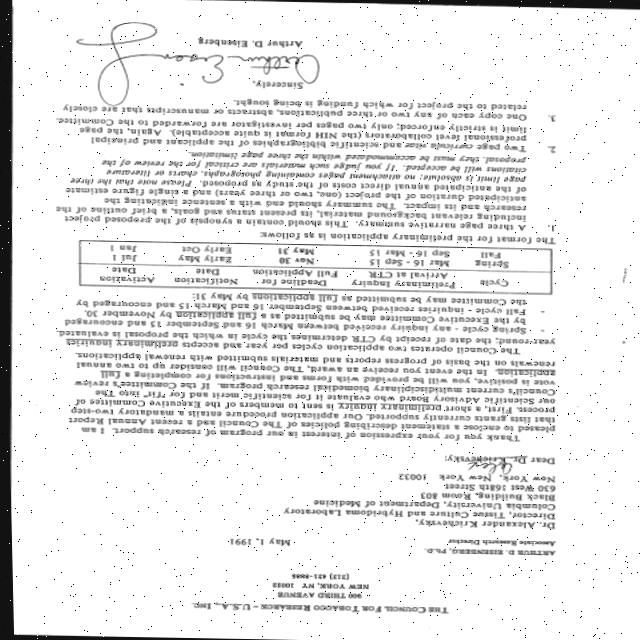 THE COUNCIL FOR TOBACCO RESEARCH - U.S.A., INC.
900 THIRD AVENUE
NEW YORK, NY 10022
(212) 421-8885
ARTHUR D. EISENBERG, Ph.D.
Associate Research Director
May 1, 1991
Dr. Alexander Krichevsky,
Director, Tissue Culture and Hybridoma Laboratory
Columbia University, Department of Medicine
Black Building, Room 803
630 West 168th Street
New York, New York 10032
Dear Dr. Krichevsky:
Alex
Thank you for your expression of interest in our program of research support. I am
pleased to enclose a statement describing policies of The Council and a recent Annual Report
that lists grants currently supported. Our application procedure entails a mandatory two-step
process. First, a short preliminary inquiry is sent to members of the Executive Committee of
our Scientific Advisory Board who evaluate it for scientific merit and for "fit" into The
Council's current multidisciplinary biomedical research program. If the Committee's review
vote is positive, you will be provided with forms and instructions for completing a full
application. In the event you receive an award, The Council will consider up to two annual
renewals on the basis of progress reports and materials submitted with renewal applications.
The Council operates two application cycles per year and accepts preliminary inquiries
year-round; the date of receipt by CTR determines the cycle in which the proposal is evaluated.
- Spring cycle - any inquiry received between March 16 and September 15 and encouraged
by the Executive Committee may be submitted as a full application by November 30.
- Fall cycle - inquiries received between September 16 and March 15 and encouraged by
the Committee may be submitted as full applications by May 31:
Cycle Preliminary Inquiry Arrival at CTR Deadline for Full Application Notification Date Activation Date
Spring Mar 16 - Sep 15 Nov 30 Early May Jul 1
Fall Sep 16 - Mar 15 May 31 Early Oct Jan 1
The format for the preliminary application is as follows:
1. A three page narrative summary. This should contain a synopsis of the proposed project
including relevant background material, its present status and goals, a brief outline of the
research and its impact. The summary should end with a sentence indicating the
anticipated duration of the project (one, two or three years) and a single figure estimate
of the anticipated annual direct costs of the study as proposed. Please note that the three
page limit is absolute; no attachment pages containing photographs, charts or literature
citations will be accepted. If you judge such materials are critical for the review of the
proposal, they must be accommodated within the three page limitation.
2. Two page curriculum vitae and scientific bibliographies of the applicant and principal
professional level collaborators (the NIH format is quite acceptable). Again, the page
limit is strictly enforced; only two pages per investigator are forwarded to the Committee.
3. One copy each of any two or three publications, abstracts or manuscripts that are closely
related to the project for which funding is being sought.
Sincerely,
Arthur D. Eisenberg